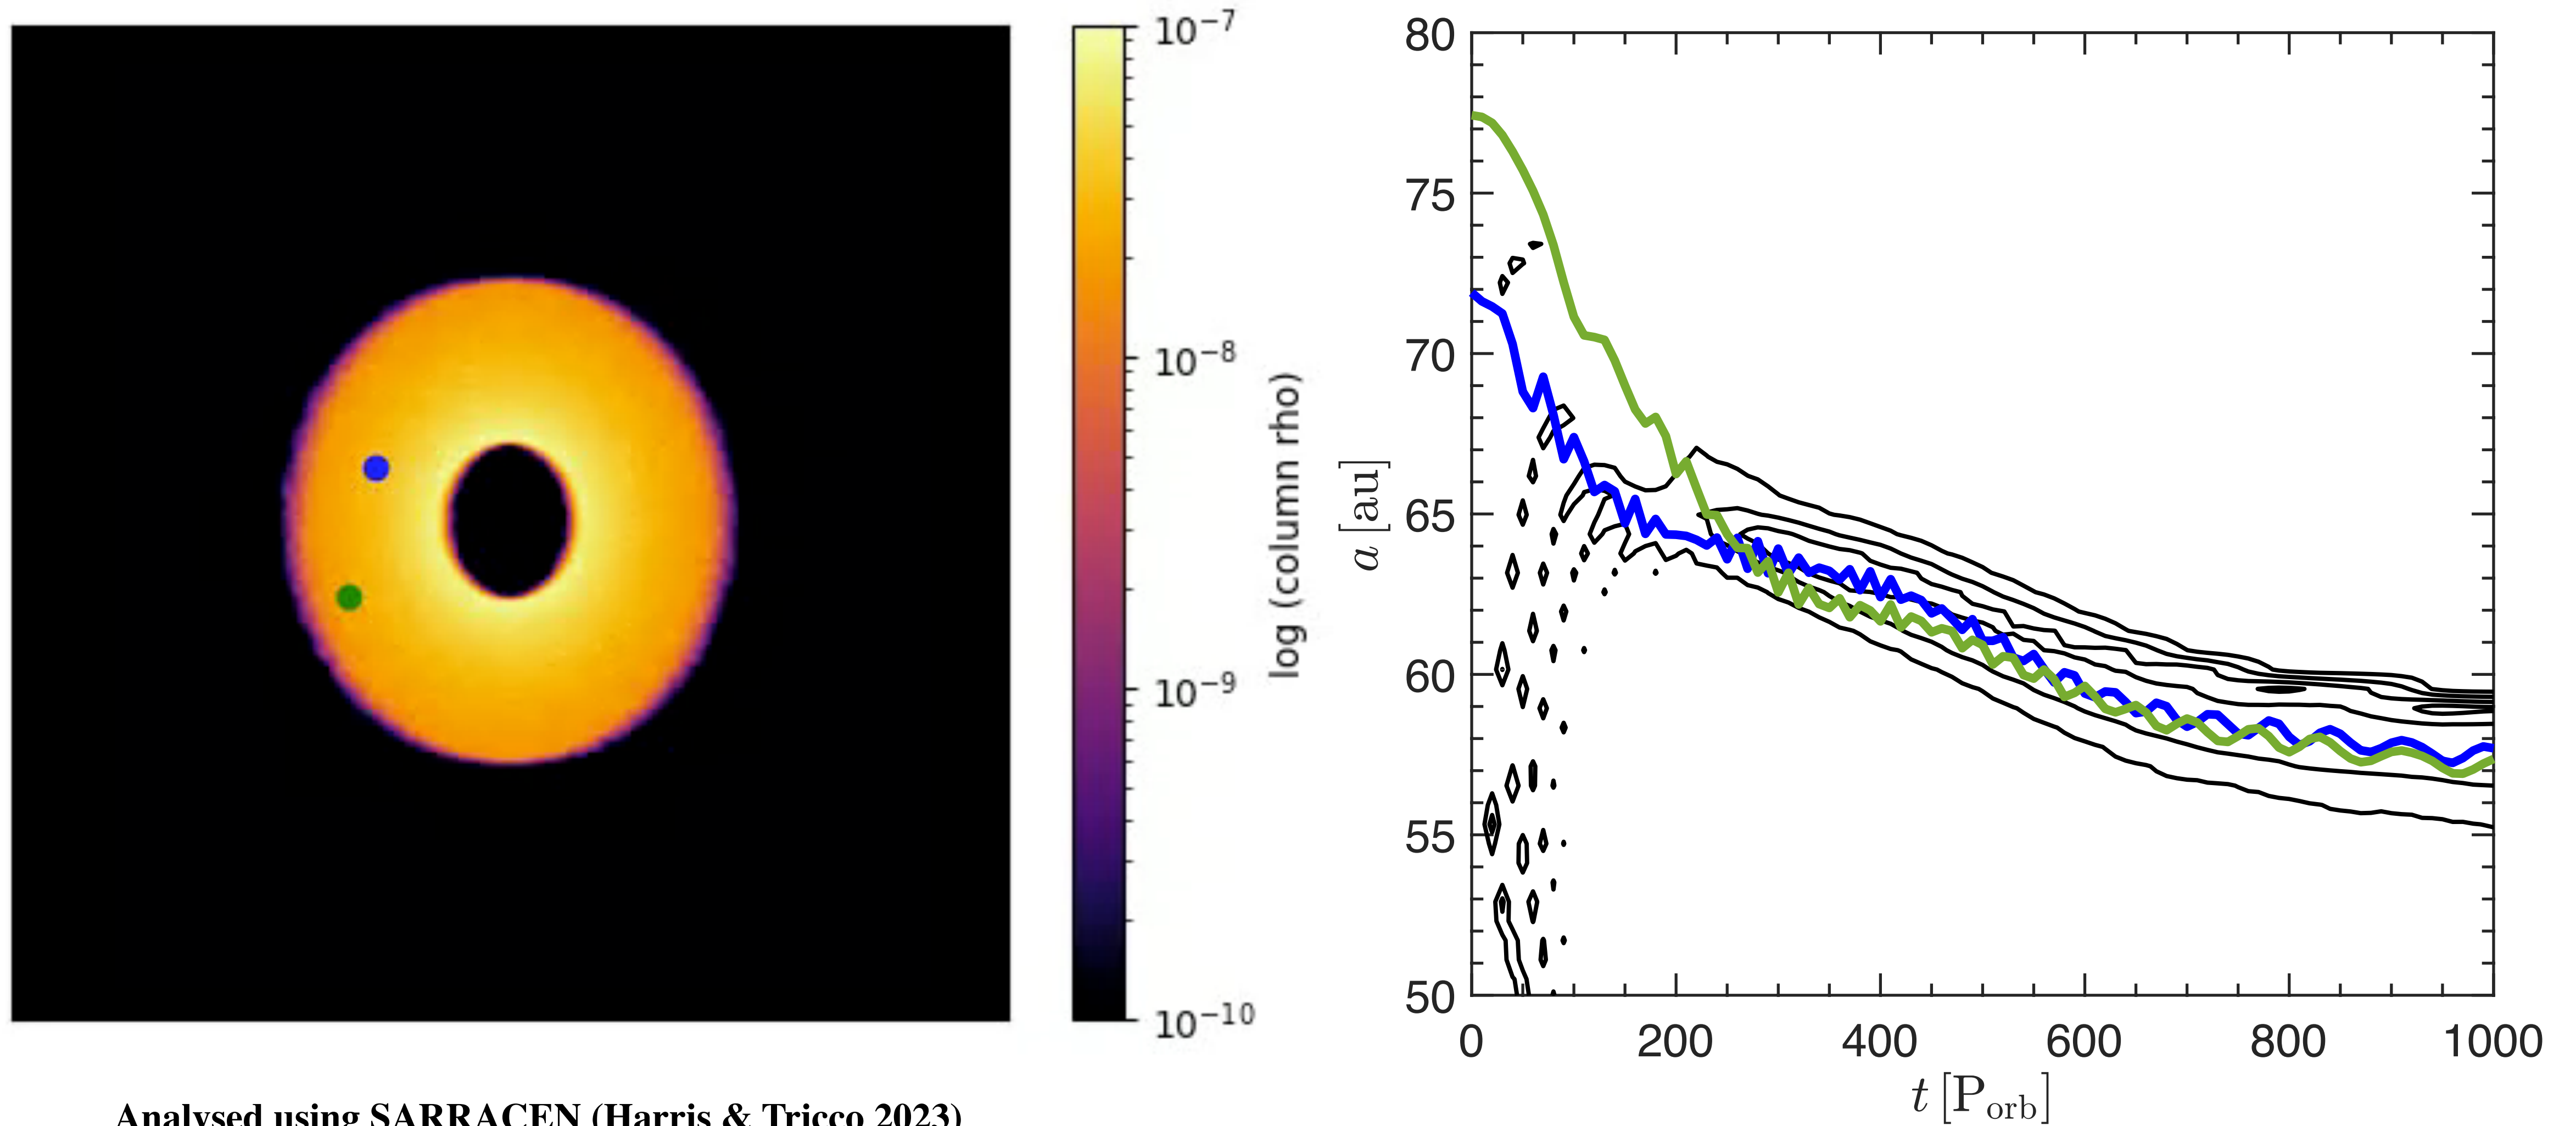 10⁻⁷
10⁻⁸
10⁻⁹
10⁻¹⁰
log (column rho)
Analysed using SARRACEN (Harris & Tricco 2023)
80
75
70
65
60
55
50
a [au]
0 200 400 600 800 1000
t [P_orb]